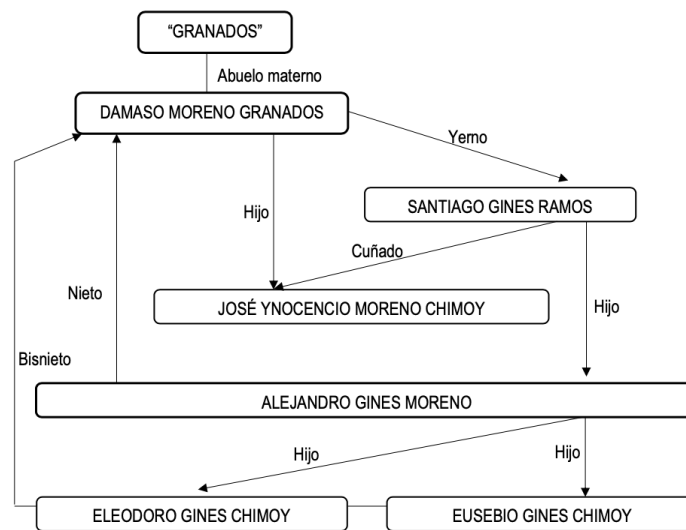 “GRANADOS”
Abuelo materno
DAMASO MORENO GRANADOS
Yerno
SANTIAGO GINES RAMOS
Hijo
Cuñado
Nieto
JOSÉ YNOCENCIO MORENO CHIMOY
Hijo
Bisnieto
ALEJANDRO GINES MORENO
Hijo
Hijo
ELEODORO GINES CHIMOY
EUSEBIO GINES CHIMOY